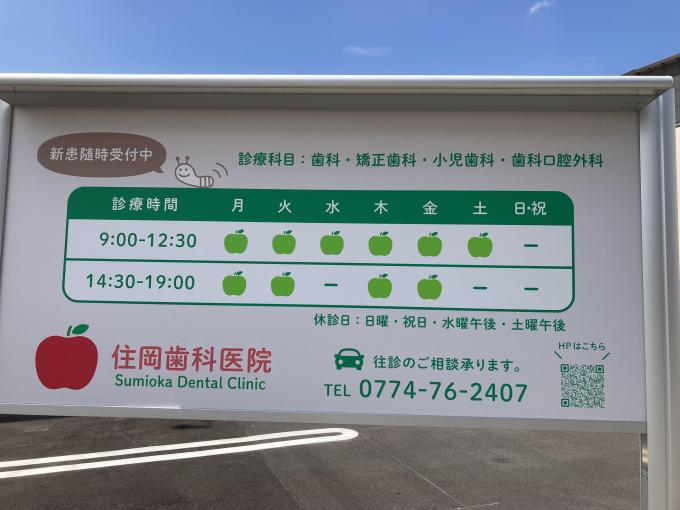 新患随時受付中
診療科目：歯科・矯正歯科・小児歯科・歯科口腔外科
診療時間 月 火 水 木 金 土 日・祝
9:00-12:30 −
14:30-19:00 − − −
休診日：日曜・祝日・水曜午後・土曜午後
住岡歯科医院
Sumioka Dental Clinic
往診のご相談承ります。
TEL 0774-76-2407
HPはこちら